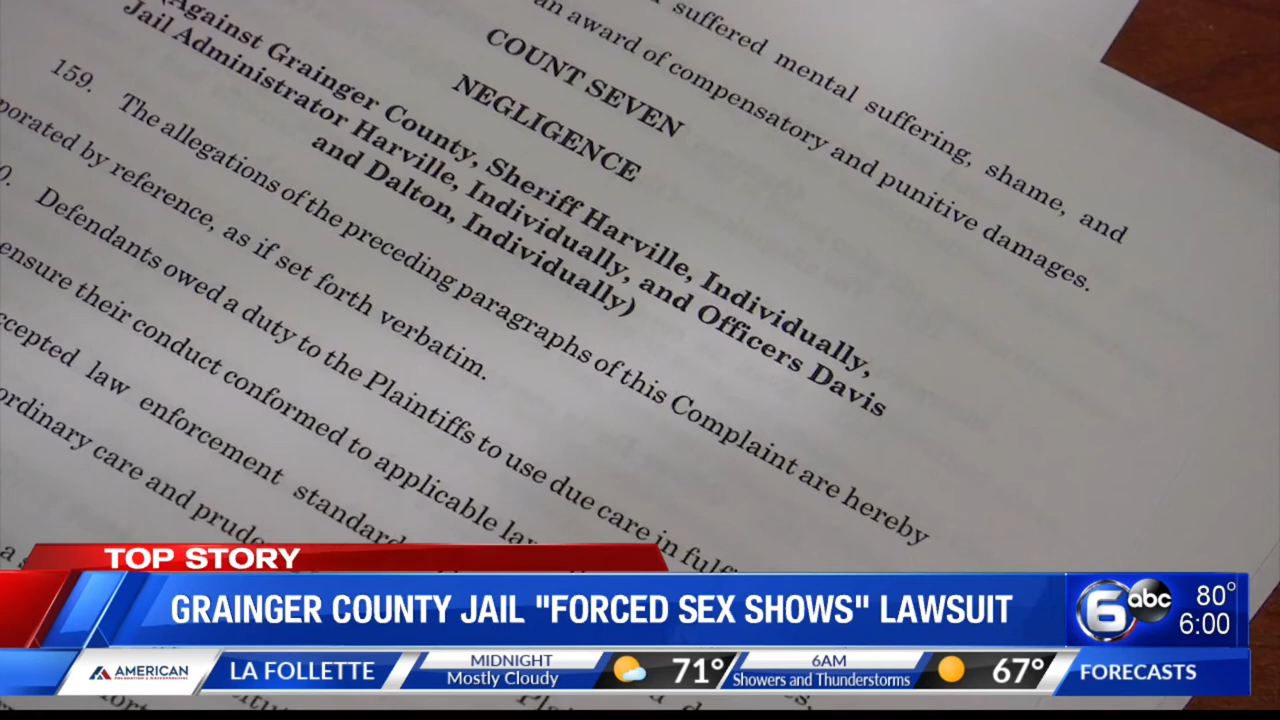 suffered mental suffering, shame, and
an award of compensatory and punitive damages.
COUNT SEVEN
NEGLIGENCE
(Against Grainger County, Sheriff Harville, Individually,
Jail Administrator Harville, Individually, and Officers Davis
and Dalton, Individually)
159. The allegations of the preceding paragraphs of this Complaint are hereby
by reference, as if set forth verbatim.
Defendants owed a duty to the Plaintiffs to use due care in
ensure their conduct conformed to applicable
law enforcement
care and
TOP STORY
GRAINGER COUNTY JAIL "FORCED SEX SHOWS" LAWSUIT
6 abc
80°
6:00
AMERICAN
LA FOLLETTE
MIDNIGHT
Mostly Cloudy
71°
6AM
Showers and Thunderstorms
67°
FORECASTS